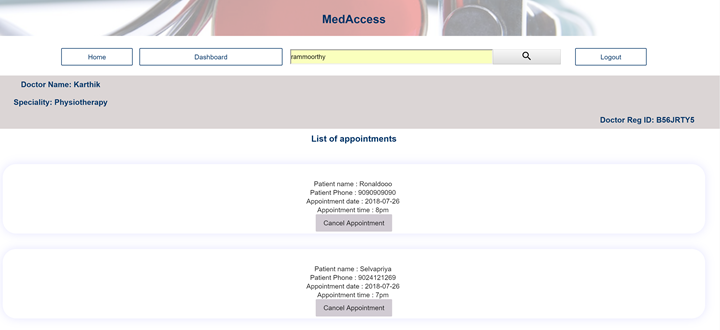 MedAccess
Home
Dashboard
rammoorthy
Logout
Doctor Name: Karthik
Speciality: Physiotherapy
Doctor Reg ID: B56JRTY5
List of appointments
Patient name : Ronaldooo
Patient Phone : 9090909090
Appointment date : 2018-07-26
Appointment time : 8pm
Cancel Appointment
Patient name : Selvapriya
Patient Phone : 9024121269
Appointment date : 2018-07-26
Appointment time : 7pm
Cancel Appointment